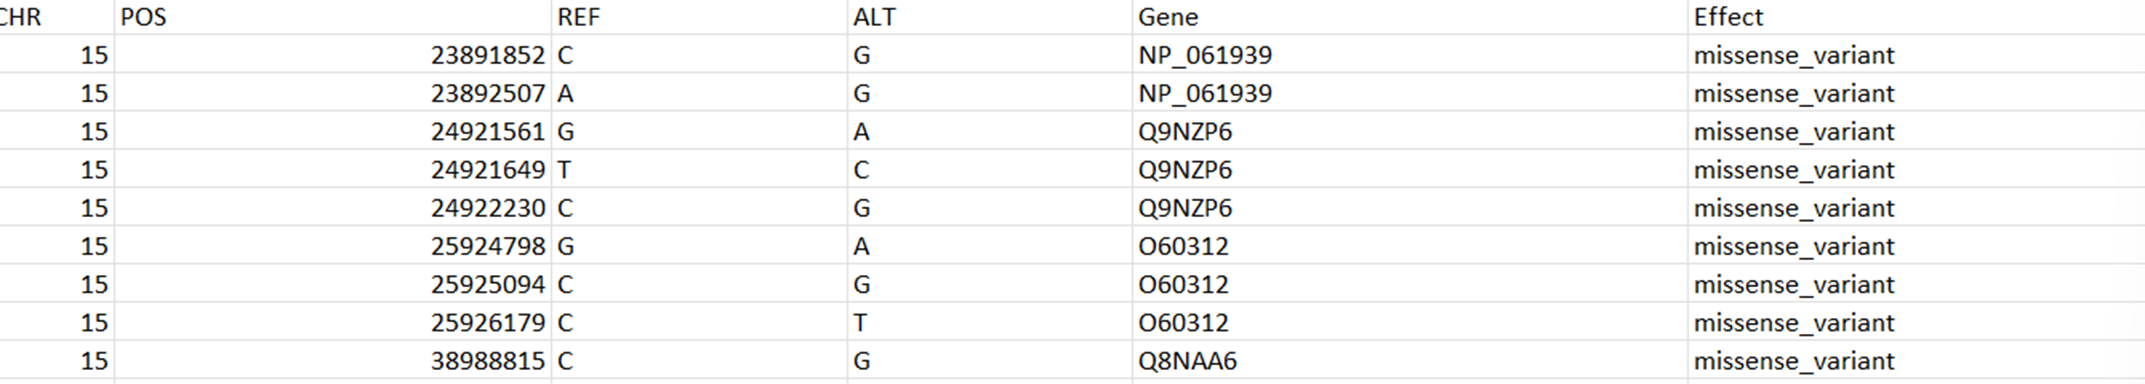 CHR POS REF ALT Gene Effect
15 23891852 C G NP_061939 missense_variant
15 23892507 A G NP_061939 missense_variant
15 24921561 G A Q9NZP6 missense_variant
15 24921649 T C Q9NZP6 missense_variant
15 24922230 C G Q9NZP6 missense_variant
15 25924798 G A O60312 missense_variant
15 25925094 C G O60312 missense_variant
15 25926179 C T O60312 missense_variant
15 38988815 C G Q8NAA6 missense_variant